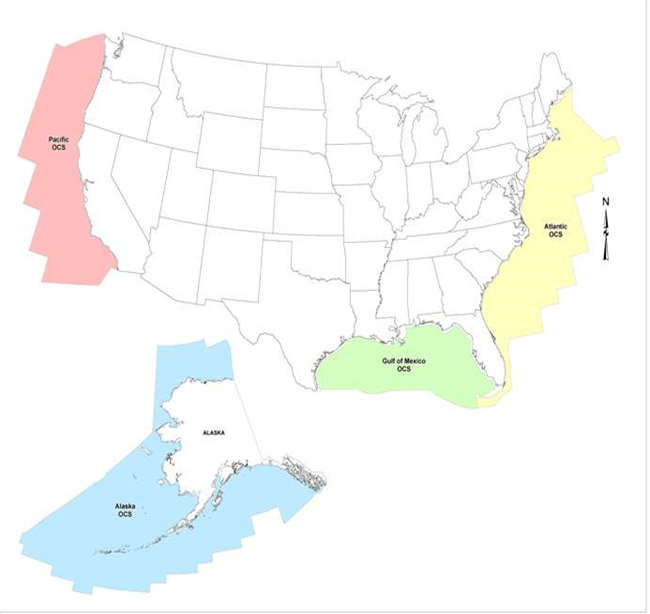 Pacific
OCS
N
Atlantic
OCS
Gulf of Mexico
OCS
ALASKA
Alaska
OCS